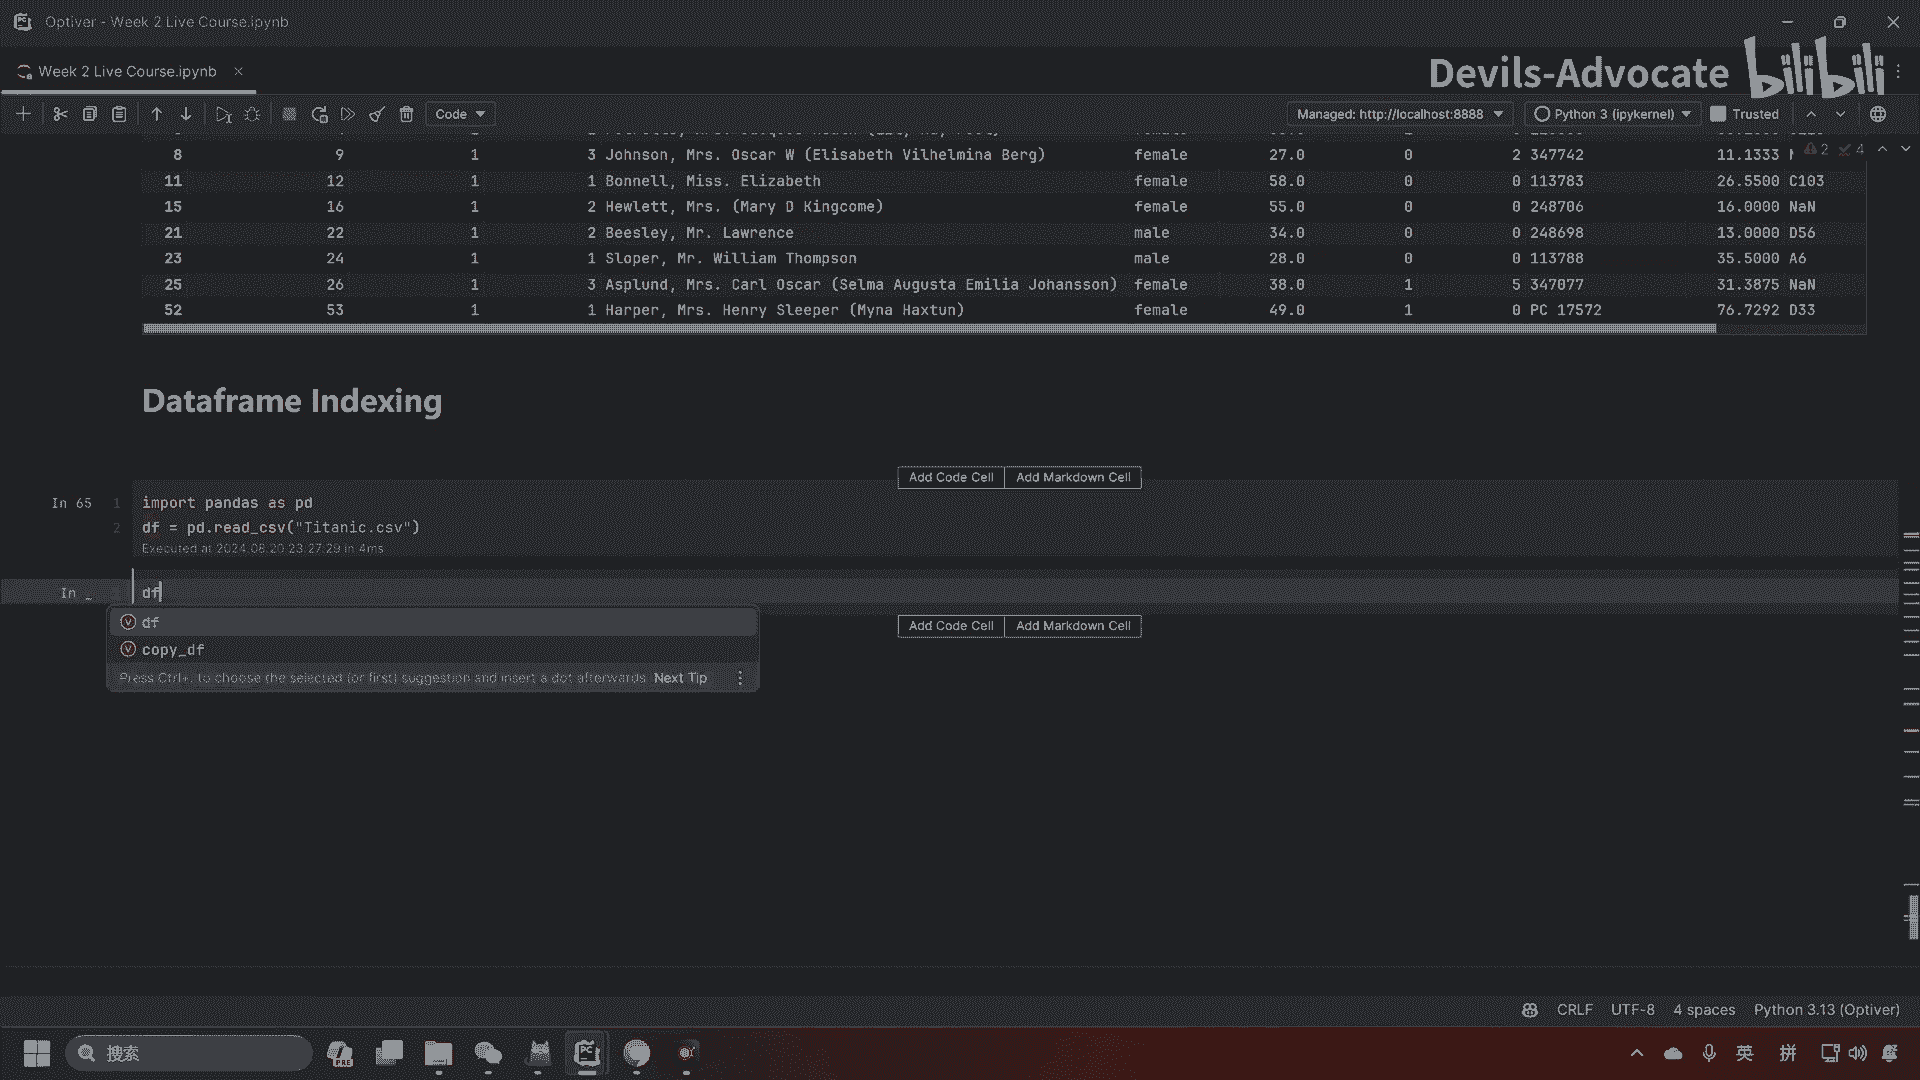 Optiver - Week 2 Live Course.ipynb
Week 2 Live Course.ipynb
Devils-Advocate bilibili
Code
Managed: http://localhost:8888
Python 3 (ipykernel)
Trusted
8 9 1 3 Johnson, Mrs. Oscar W (Elisabeth Vilhelmina Berg) female 27.0 0 2 347742 11.1333
2 4
11 12 1 1 Bonnell, Miss. Elizabeth female 58.0 0 0 113783 26.5500 C103
15 16 1 2 Hewlett, Mrs. (Mary D Kingcome) female 55.0 0 0 248706 16.0000 NaN
21 22 1 2 Beesley, Mr. Lawrence male 34.0 0 0 248698 13.0000 D56
23 24 1 1 Sloper, Mr. William Thompson male 28.0 0 0 113788 35.5000 A6
25 26 1 3 Asplund, Mrs. Carl Oscar (Selma Augusta Emilia Johansson) female 38.0 1 5 347077 31.3875 NaN
52 53 1 1 Harper, Mrs. Henry Sleeper (Myna Haxtun) female 49.0 1 0 PC 17572 76.7292 D33
Dataframe Indexing
Add Code Cell Add Markdown Cell
In 65 1 import pandas as pd
2 df = pd.read_csv("Titanic.csv")
Executed at 2024.08.20 23:27:29 in 4ms
In _ df
df
Add Code Cell Add Markdown Cell
copy_df
Press Ctrl+. to choose the selected (or first) suggestion and insert a dot afterwards Next Tip
CRLF UTF-8 4 spaces Python 3.13 (Optiver)
搜索
PRE
PC
英
拼